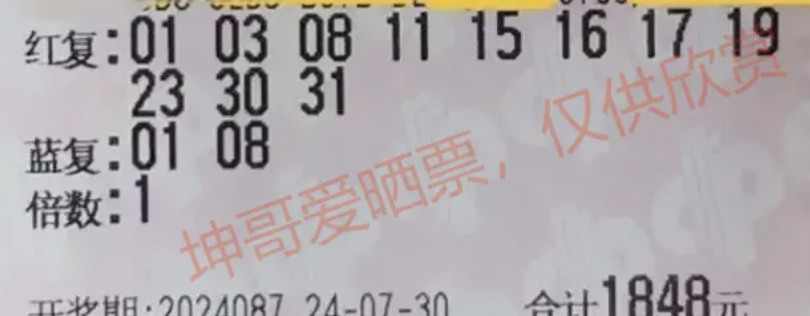 红复:01 03 08 11 15 16 17 19
23 30 31
蓝复:01 08
倍数:1
坤哥爱晒票，仅供欣赏
开奖期:2024087 24-07-30 合计1848元